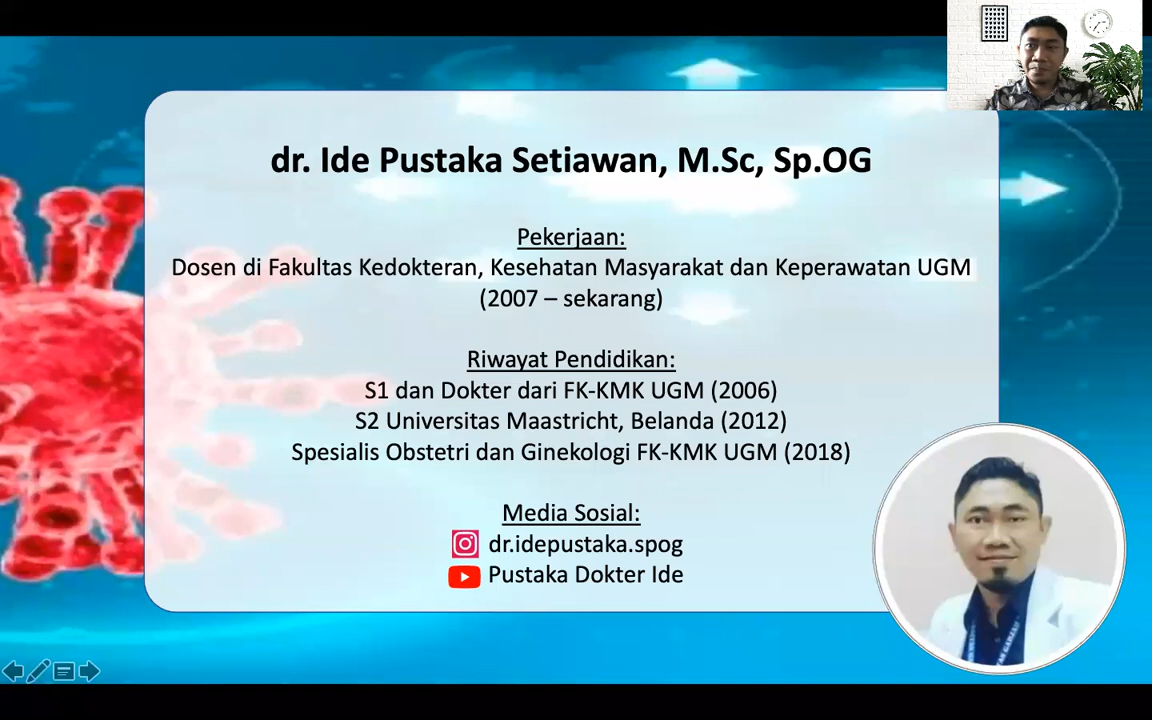 dr. Ide Pustaka Setiawan, M.Sc, Sp.OG
Pekerjaan:
Dosen di Fakultas Kedokteran, Kesehatan Masyarakat dan Keperawatan UGM
(2007 – sekarang)
Riwayat Pendidikan:
S1 dan Dokter dari FK-KMK UGM (2006)
S2 Universitas Maastricht, Belanda (2012)
Spesialis Obstetri dan Ginekologi FK-KMK UGM (2018)
Media Sosial:
dr.idepustaka.spog
Pustaka Dokter Ide